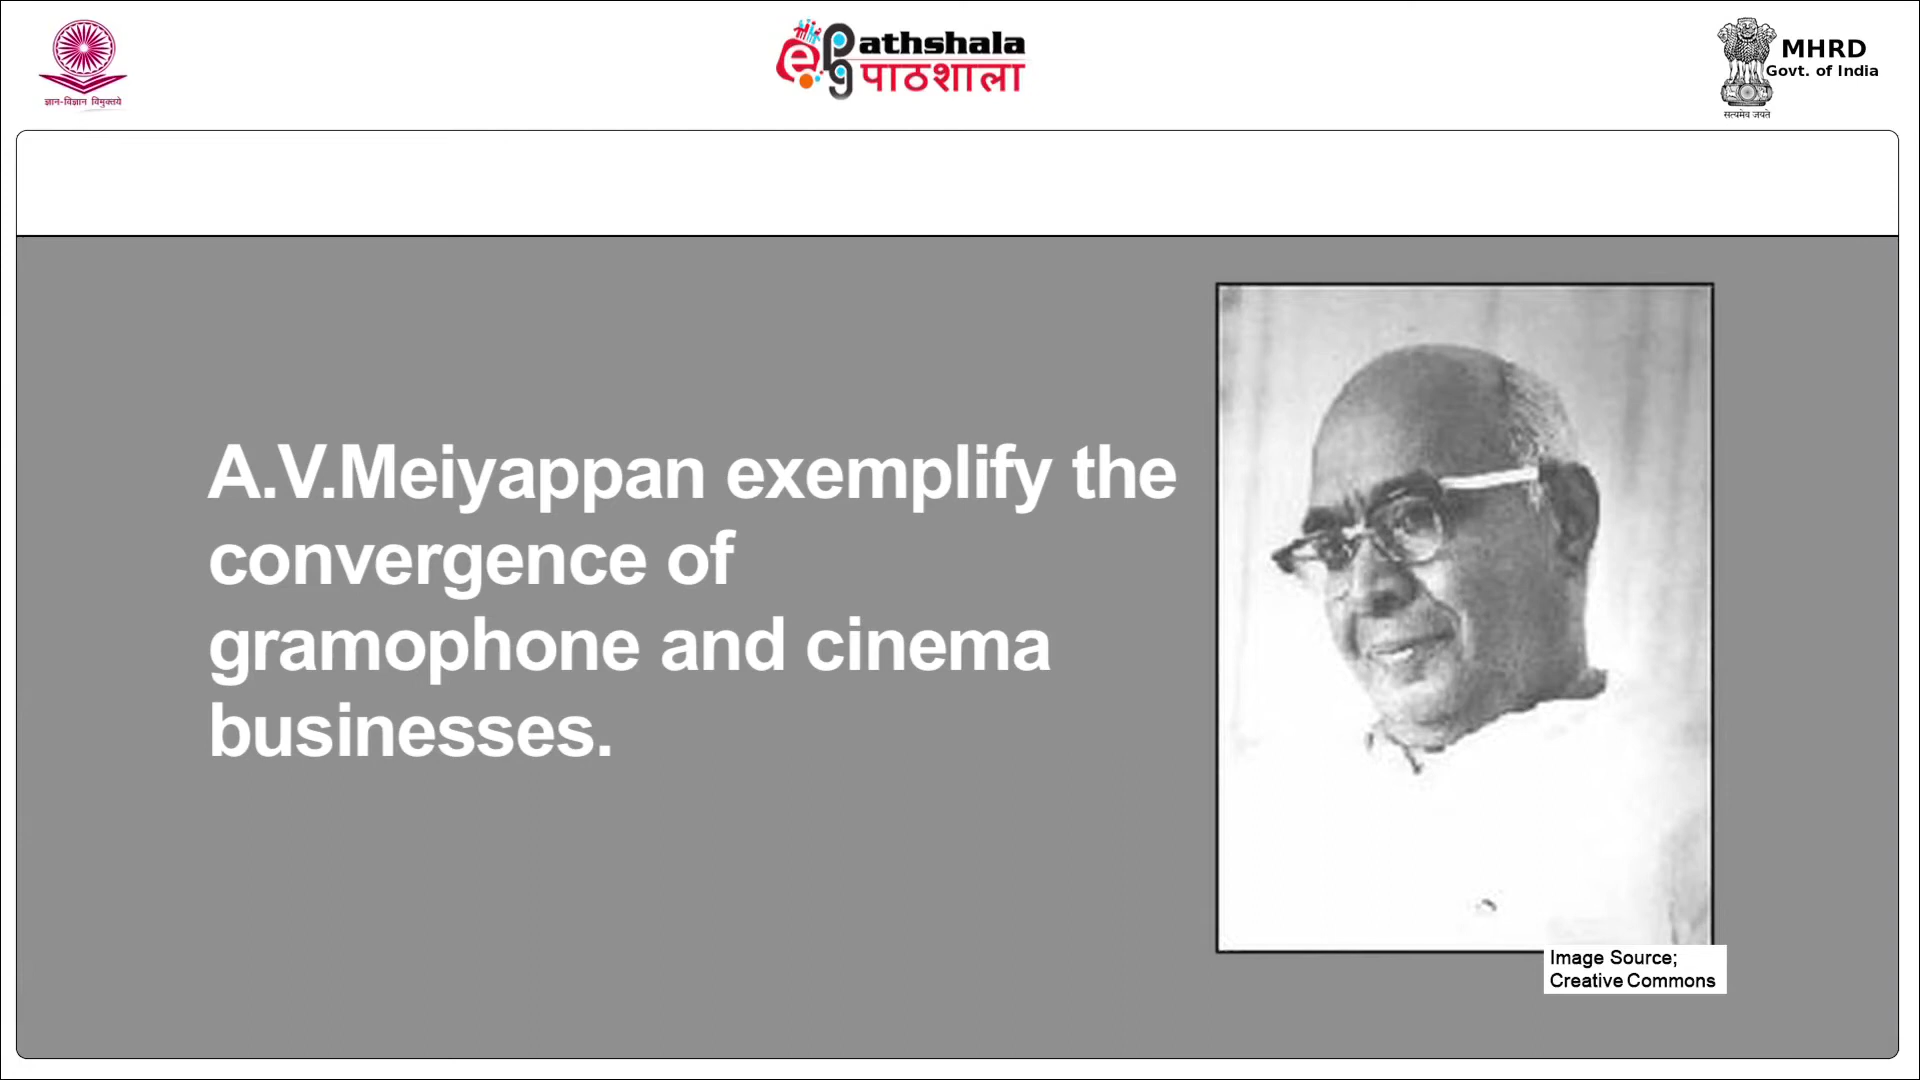 ज्ञान-विज्ञान विमुक्तये
ePGathshala
पाठशाला
MHRD
Govt. of India
सत्यमेव जयते
A.V.Meiyappan exemplify the
convergence of
gramophone and cinema
businesses.
Image Source;
Creative Commons